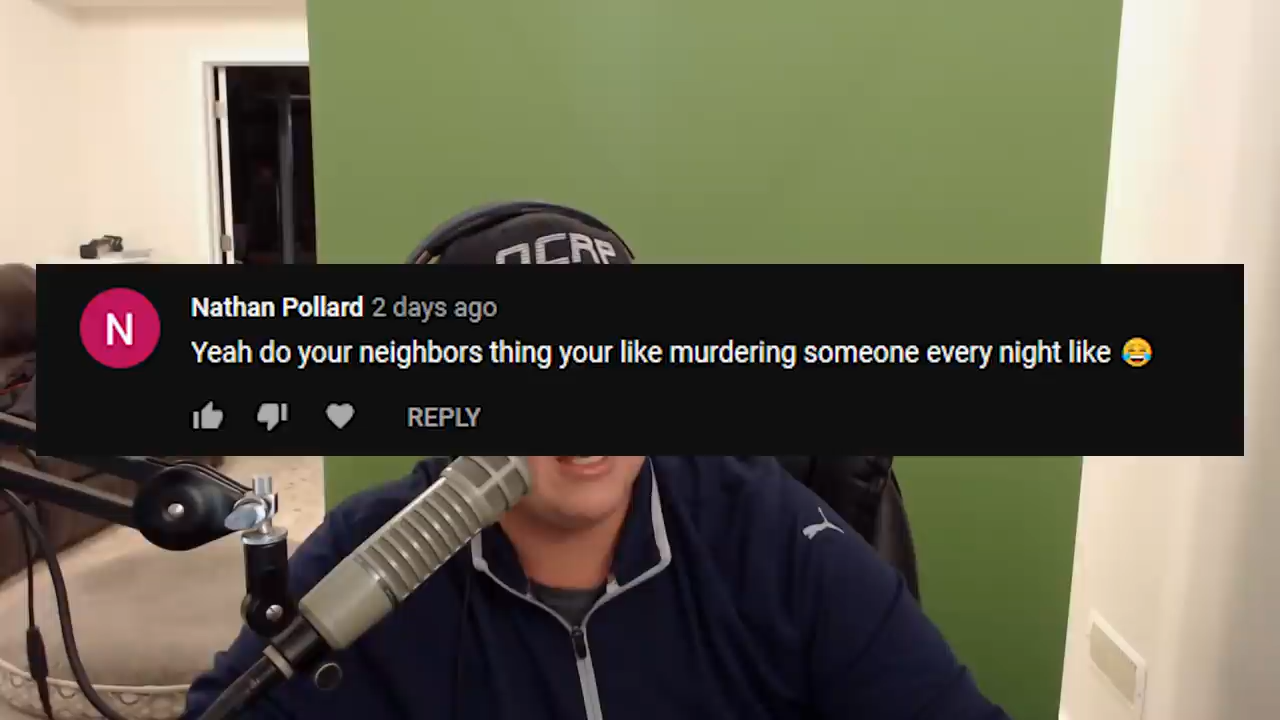 Nathan Pollard 2 days ago
Yeah do your neighbors thing your like murdering someone every night like 😂
REPLY